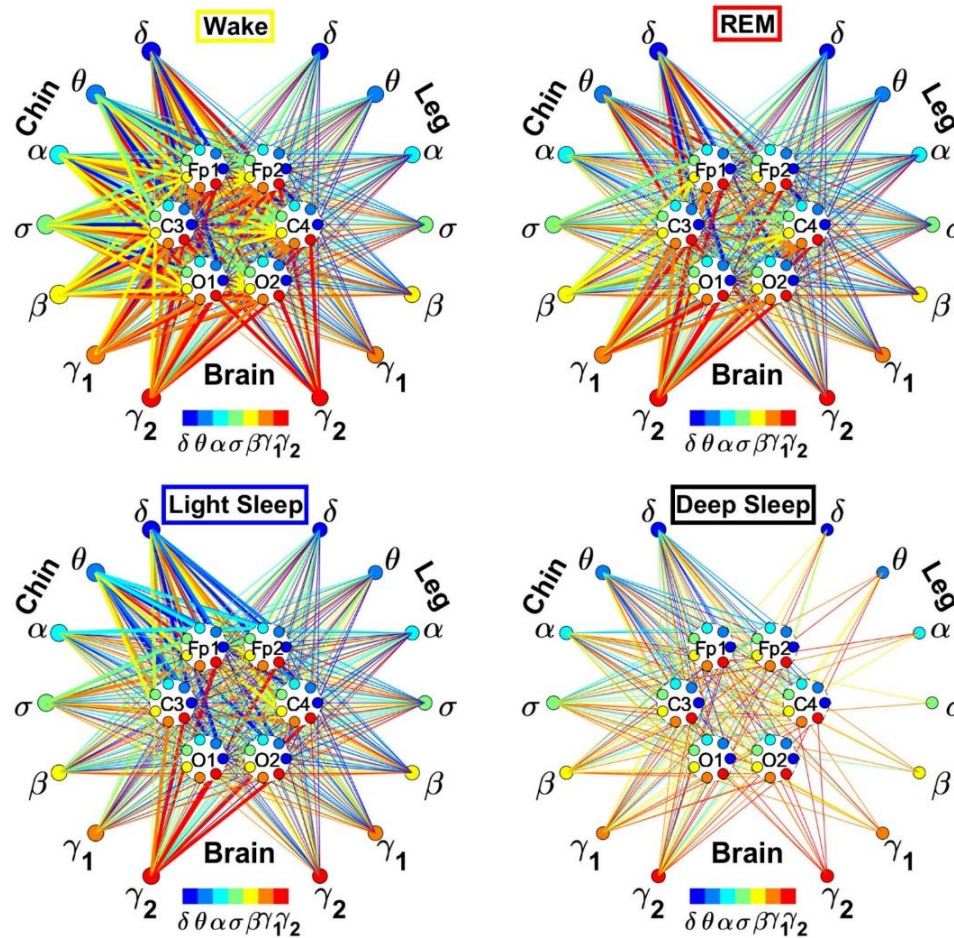 Wake
δ δ
θ θ
Chin Leg
α α
Fp1 Fp2
σ C3 C4 σ
O1 O2
β β
γ1 γ1
Brain
γ2 γ2
δ θ α σ β γ1 γ2
REM
δ δ
θ θ
Chin Leg
α α
Fp1 Fp2
σ C3 C4 σ
O1 O2
β β
γ1 γ1
Brain
γ2 γ2
δ θ α σ β γ1 γ2
Light Sleep
δ δ
θ θ
Chin Leg
α α
Fp1 Fp2
σ C3 C4 σ
O1 O2
β β
γ1 γ1
Brain
γ2 γ2
δ θ α σ β γ1 γ2
Deep Sleep
δ δ
θ θ
Chin Leg
α α
Fp1 Fp2
σ C3 C4 σ
O1 O2
β β
γ1 γ1
Brain
γ2 γ2
δ θ α σ β γ1 γ2